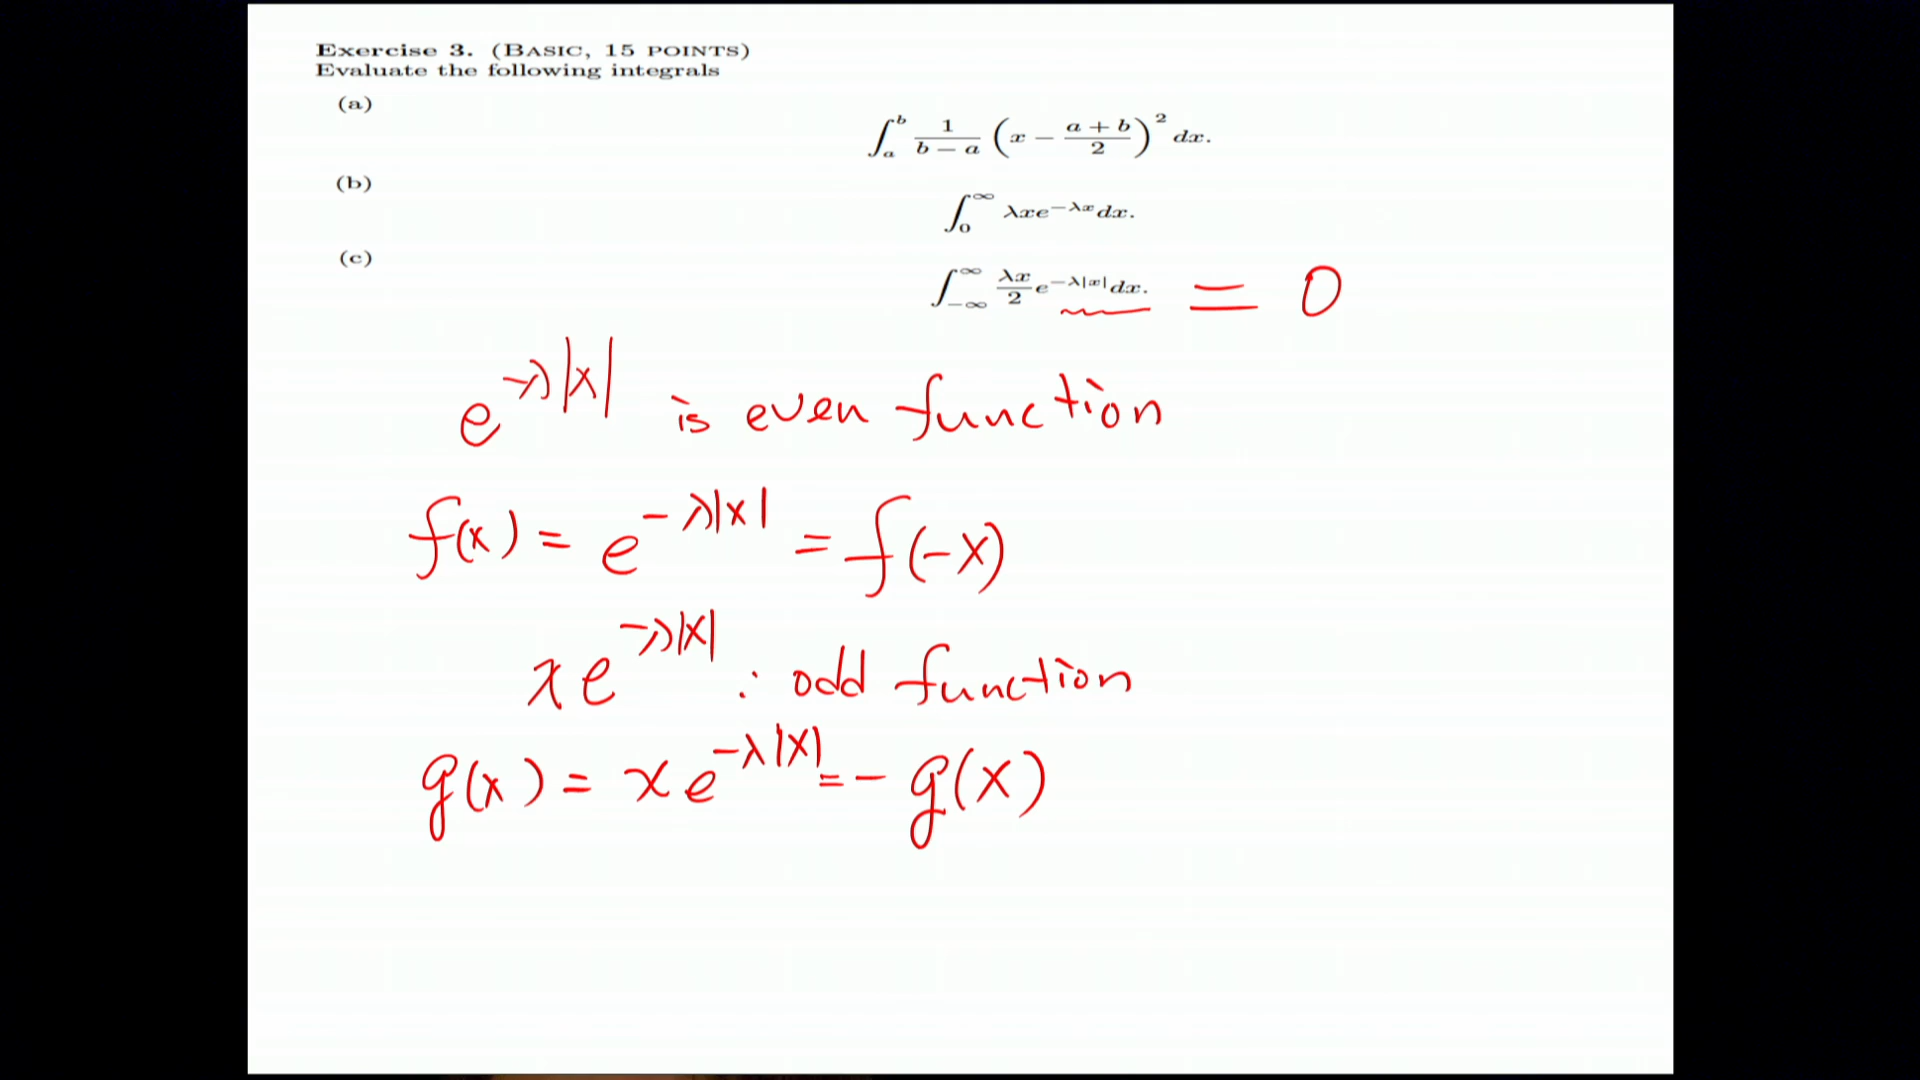 Exercise 3. (BASIC, 15 POINTS)
Evaluate the following integrals
(a)
∫_a^b 1/(b − a) (x − (a + b)/2)^2 dx.
(b)
∫_0^∞ λxe^{−λx}dx.
(c)
∫_{−∞}^∞ λx/2 e^{−λ|x|}dx. = 0
e^{−λ|x|} is even function
f(x) = e^{−λ|x|} = f(−x)
xe^{−λ|x|} : odd function
g(x) = xe^{−λ|x|} = − g(x)